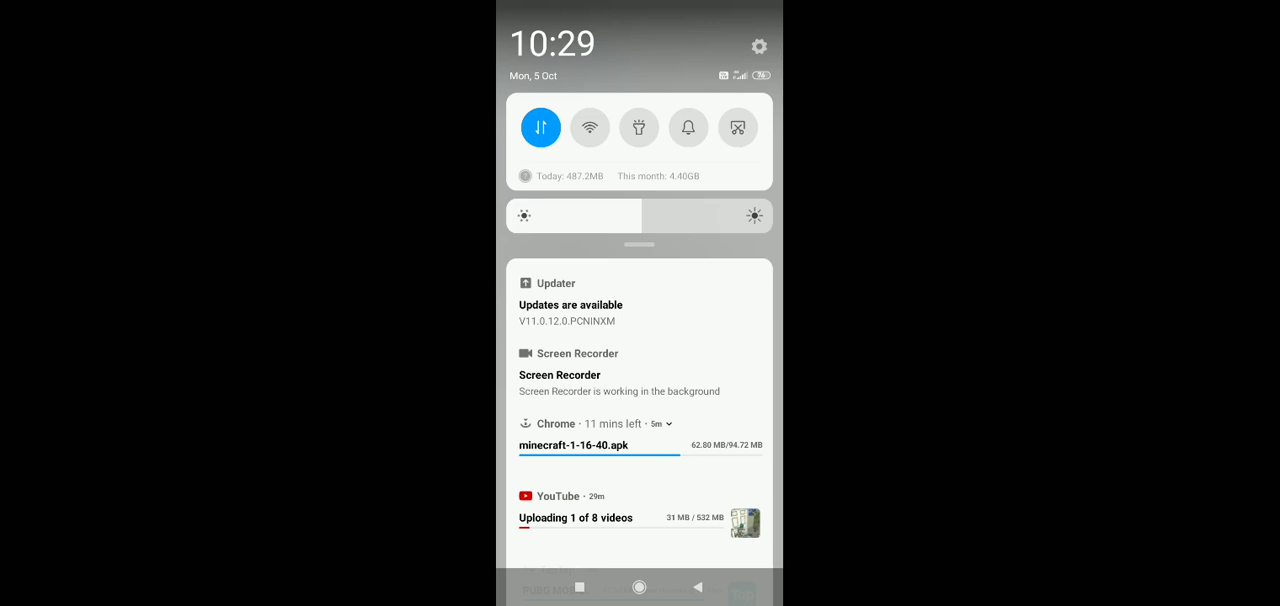 10:29
Mon, 5 Oct
76
Today: 487.2MB This month: 4.40GB
Updater
Updates are available
V11.0.12.0.PCNINXM
Screen Recorder
Screen Recorder
Screen Recorder is working in the background
Chrome · 11 mins left · 5m
minecraft-1-16-40.apk 62.80 MB/94.72 MB
YouTube · 29m
Uploading 1 of 8 videos 31 MB / 532 MB
PUBG
Tap